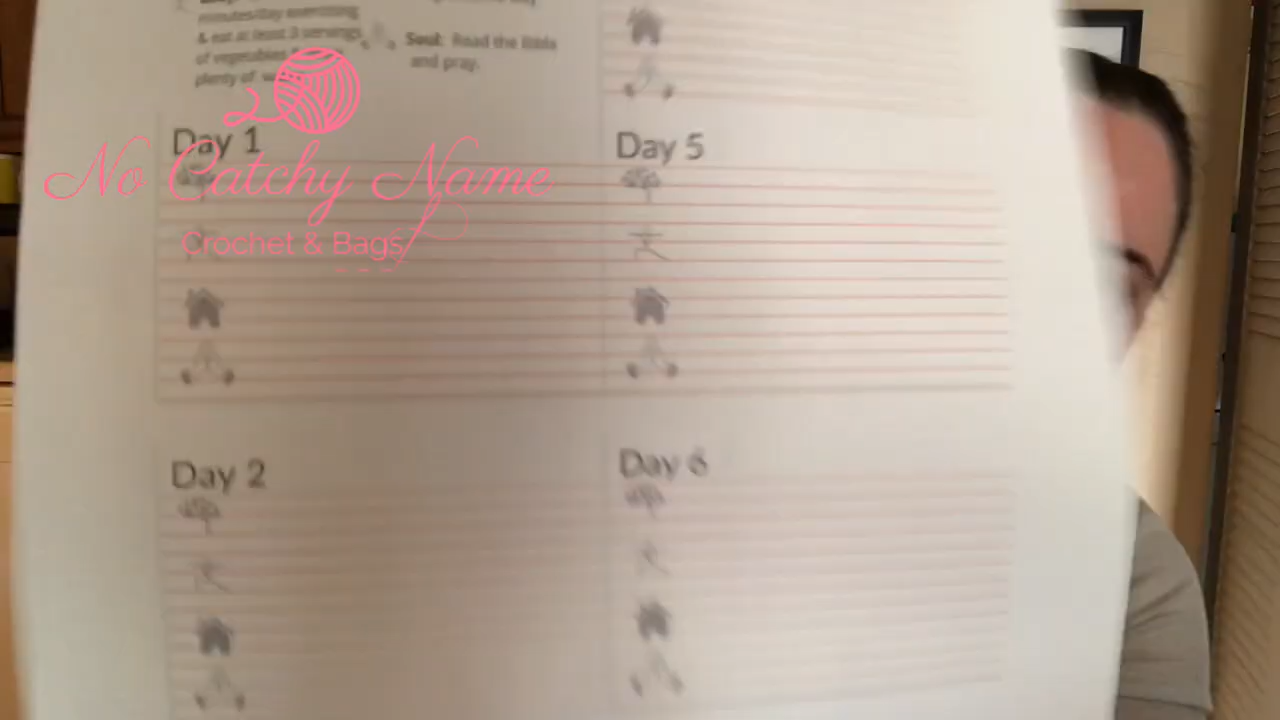 minutes/day exercising
& eat at least 3 servings
of vegetables
plenty of
Soul: Read the Bible
and pray.
Day 1
Day 5
No Catchy Name
Crochet & Bags
Day 2
Day 6